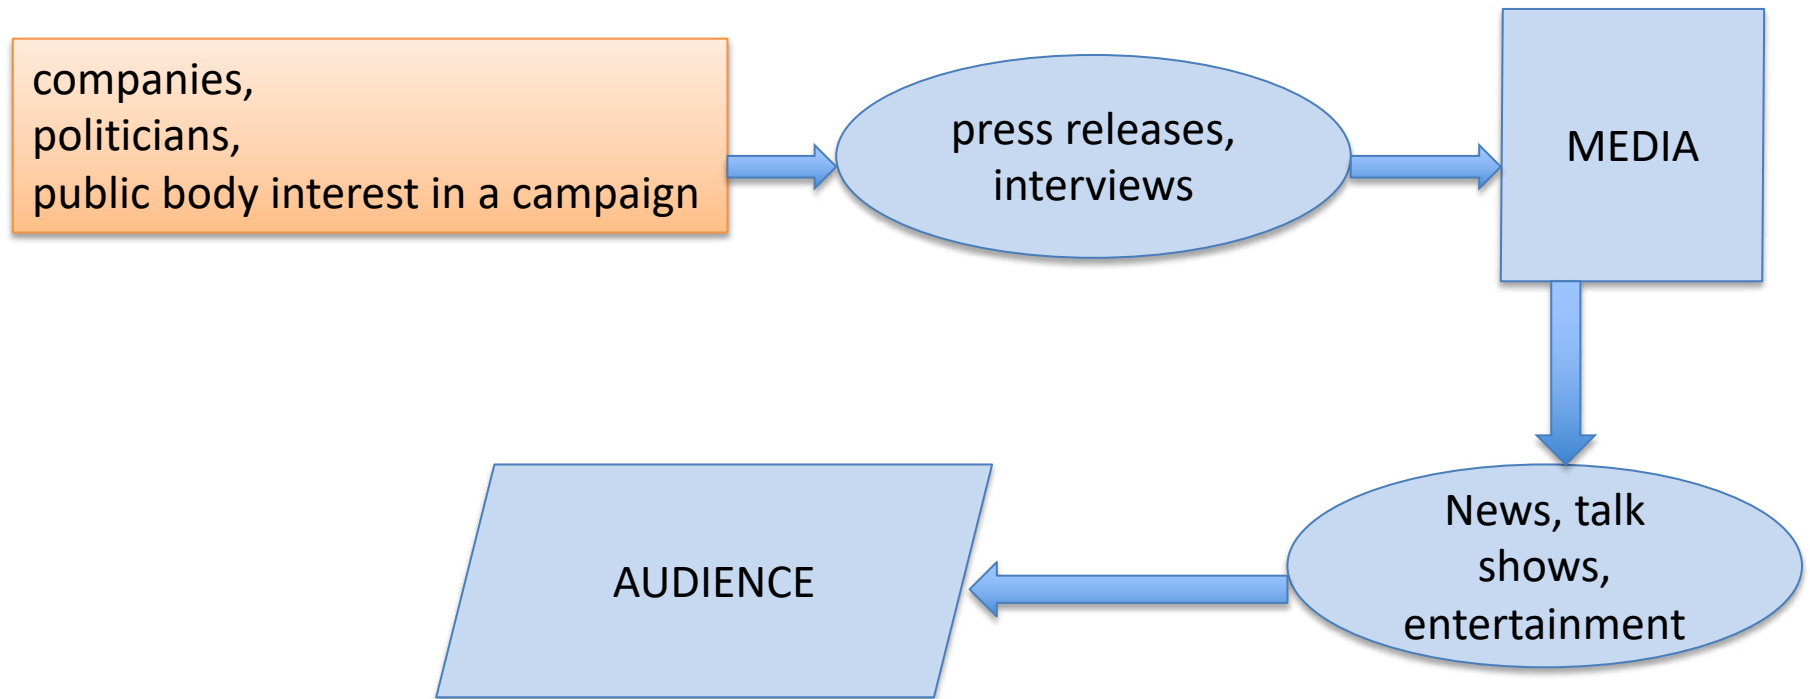 companies,
politicians,
public body interest in a campaign
press releases,
interviews
MEDIA
News, talk
shows,
entertainment
AUDIENCE